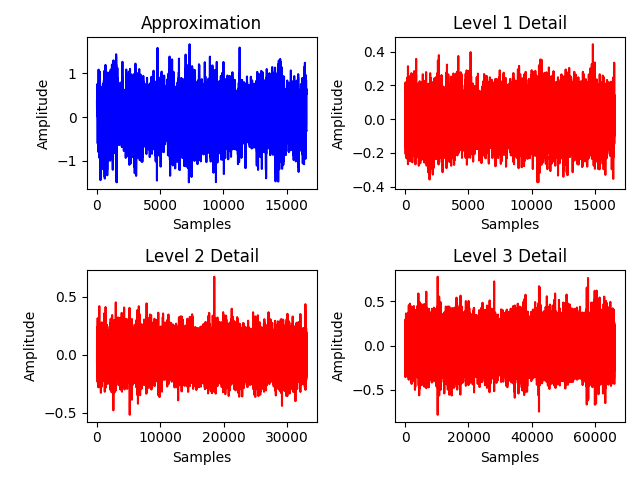 Approximation
Amplitude
1
0
−1
0
5000
10000
15000
Samples
Level 1 Detail
Amplitude
0.4
0.2
0.0
−0.2
−0.4
0
5000
10000
15000
Samples
Level 2 Detail
Amplitude
0.5
0.0
−0.5
0
10000
20000
30000
Samples
Level 3 Detail
Amplitude
0.5
0.0
−0.5
0
20000
40000
60000
Samples